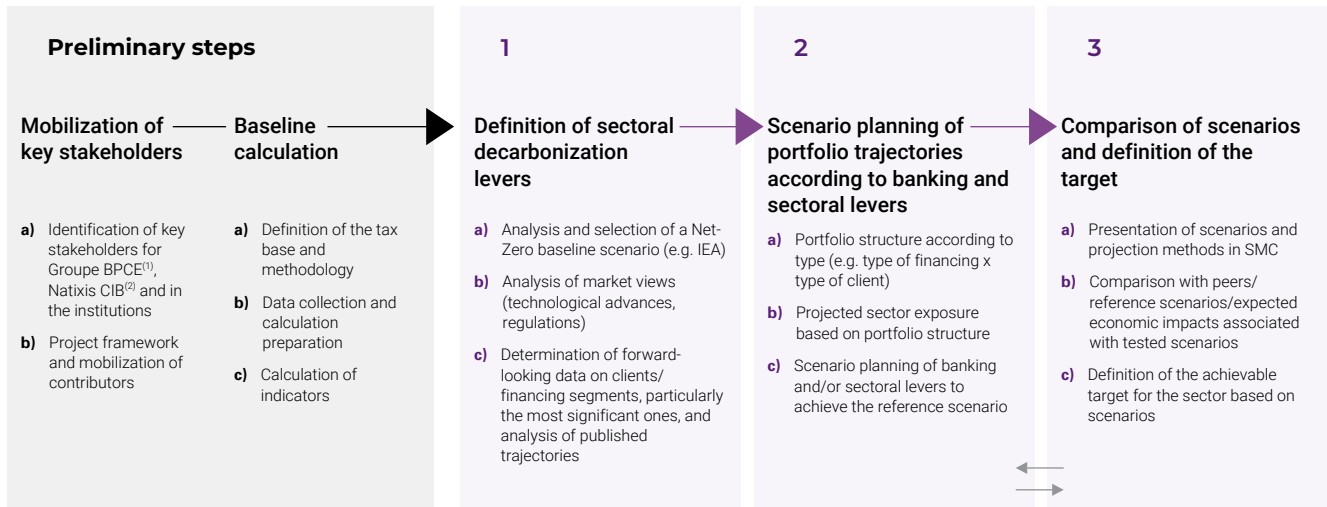 Preliminary steps
Mobilization of
key stakeholders
a) Identification of key
stakeholders for
Groupe BPCE(1),
Natixis CIB(2) and in
the institutions
b) Project framework
and mobilization of
contributors
Baseline
calculation
a) Definition of the tax
base and
methodology
b) Data collection and
calculation
preparation
c) Calculation of
indicators
1
Definition of sectoral
decarbonization
levers
a) Analysis and selection of a Net-
Zero baseline scenario (e.g. IEA)
b) Analysis of market views
(technological advances,
regulations)
c) Determination of forward-
looking data on clients/
financing segments, particularly
the most significant ones, and
analysis of published
trajectories
2
Scenario planning of
portfolio trajectories
according to banking and
sectoral levers
a) Portfolio structure according to
type (e.g. type of financing x
type of client)
b) Projected sector exposure
based on portfolio structure
c) Scenario planning of banking
and/or sectoral levers to
achieve the reference scenario
3
Comparison of scenarios
and definition of the
target
a) Presentation of scenarios and
projection methods in SMC
b) Comparison with peers/
reference scenarios/expected
economic impacts associated
with tested scenarios
c) Definition of the achievable
target for the sector based on
scenarios